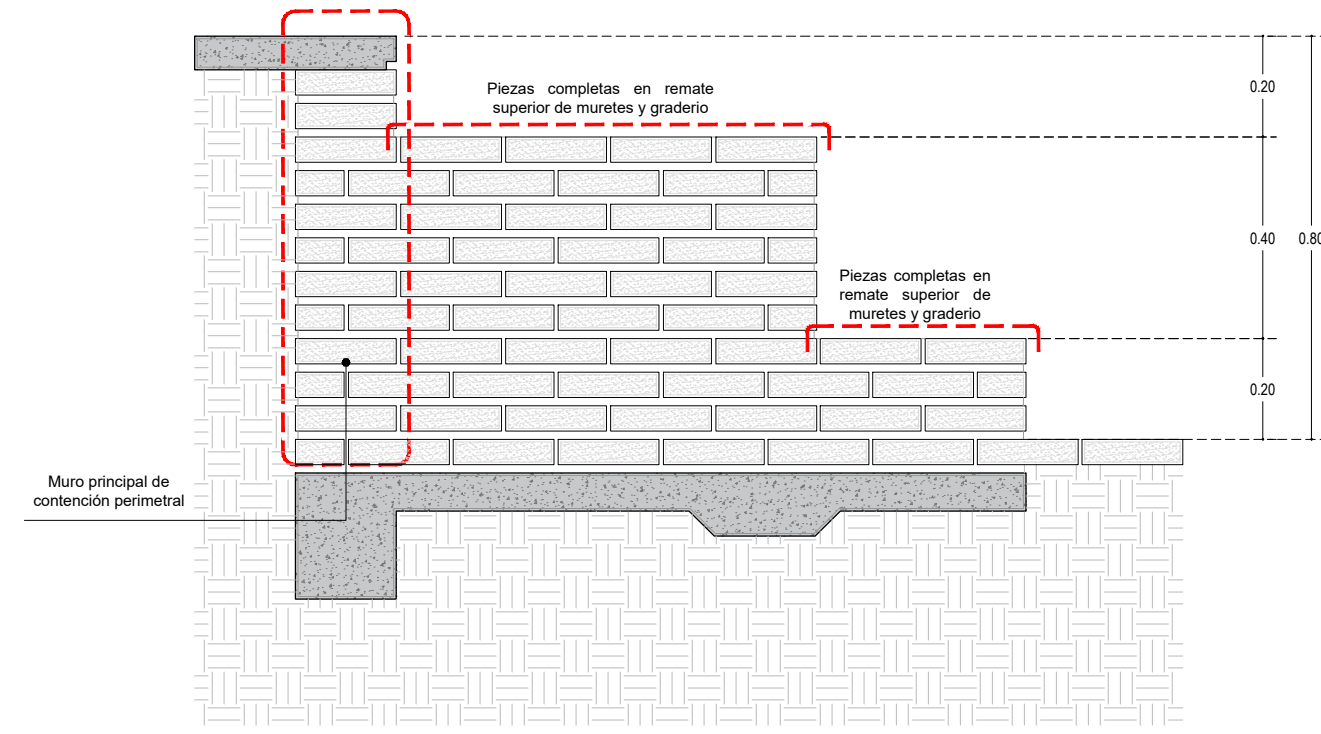 Piezas completas en remate
superior de muretes y graderio
0.20
0.40
0.80
Piezas completas en
remate superior de
muretes y graderio
0.20
Muro principal de
contención perimetral